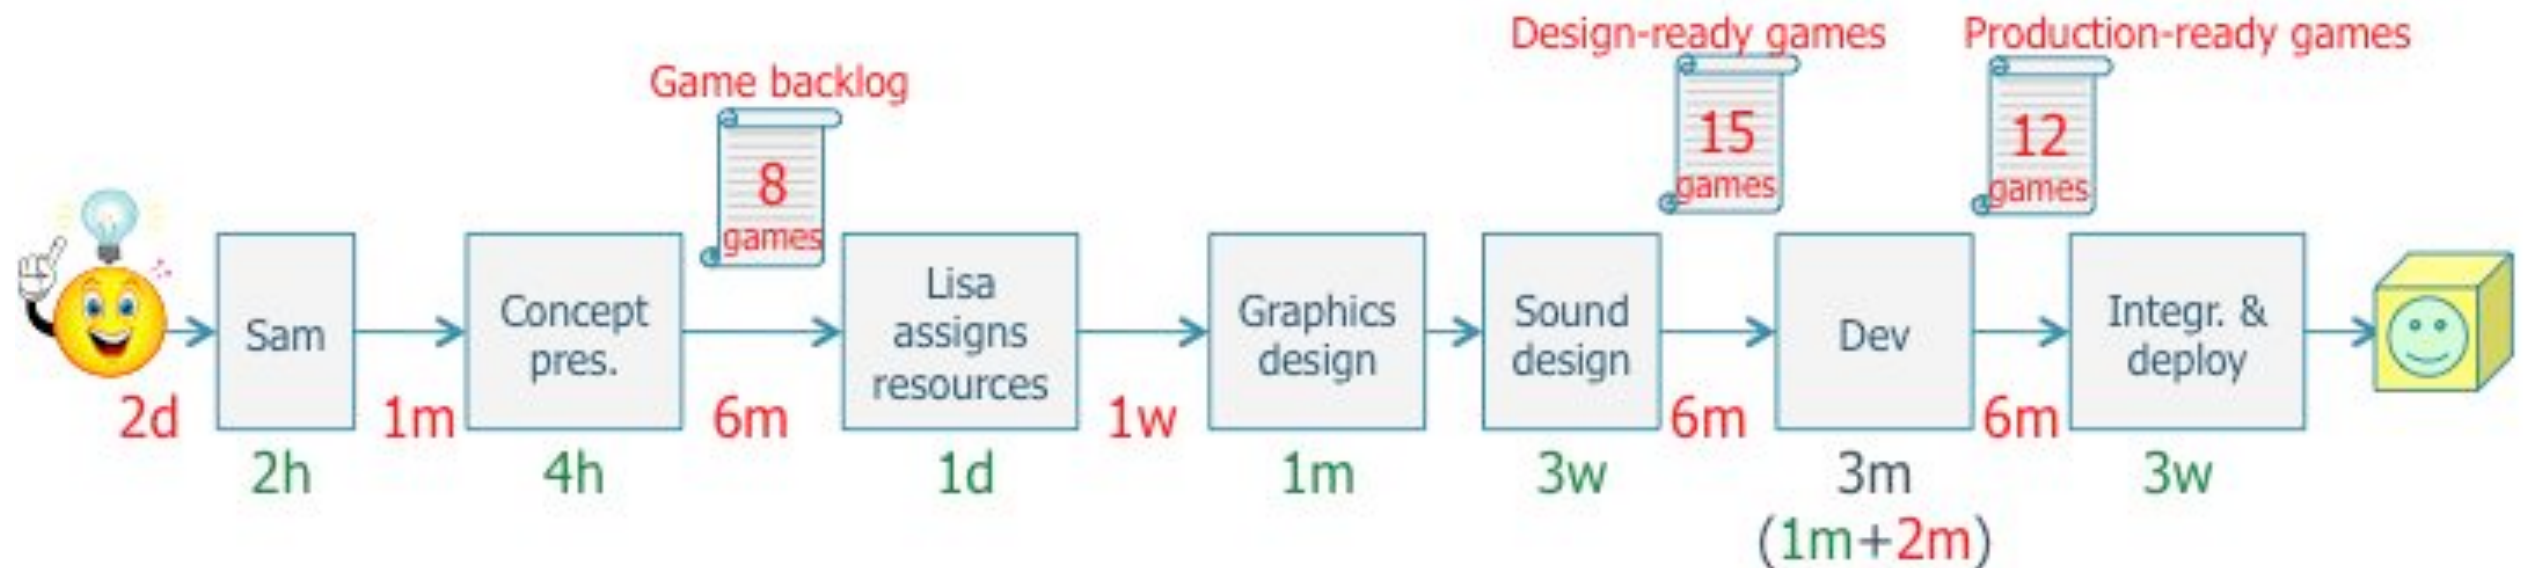 Design-ready games
Production-ready games
Game backlog
8
games
15
games
12
games
Sam
Concept
pres.
Lisa
assigns
resources
Graphics
design
Sound
design
Dev
Integr. &
deploy
2d
1m
6m
1w
6m
6m
2h
4h
1d
1m
3w
3m
3w
(1m+2m)